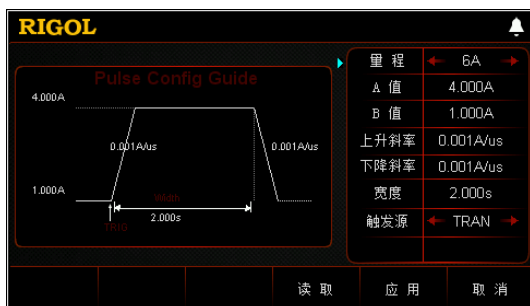 RIGOL
Pulse Config Guide
4.000A
0.001A/us
0.001A/us
1.000A
Width
2.000s
TRIG
量程 6A
A 值 4.000A
B 值 1.000A
上升斜率 0.001A/us
下降斜率 0.001A/us
宽度 2.000s
触发源 TRAN
读取 应用 取消